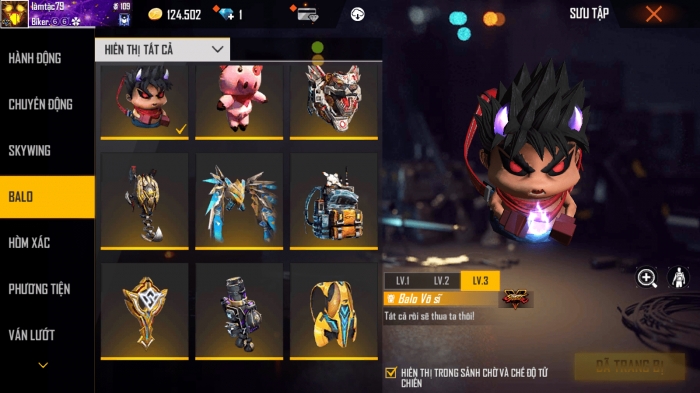 lâmtặc79
109
Biker.
124.502
1
SƯU TẬP
HÀNH ĐỘNG
HIỂN THỊ TẤT CẢ
CHUYỂN ĐỘNG
SKYWING
BALO
HÒM XÁC
PHƯƠNG TIỆN
VÁN LƯỚT
LV.1
LV.2
LV.3
Balo Võ sĩ
Tất cả rồi sẽ thua ta thôi!
HIỂN THỊ TRONG SẢNH CHỜ VÀ CHẾ ĐỘ TỬ
CHIẾN
ĐÃ TRANG BỊ